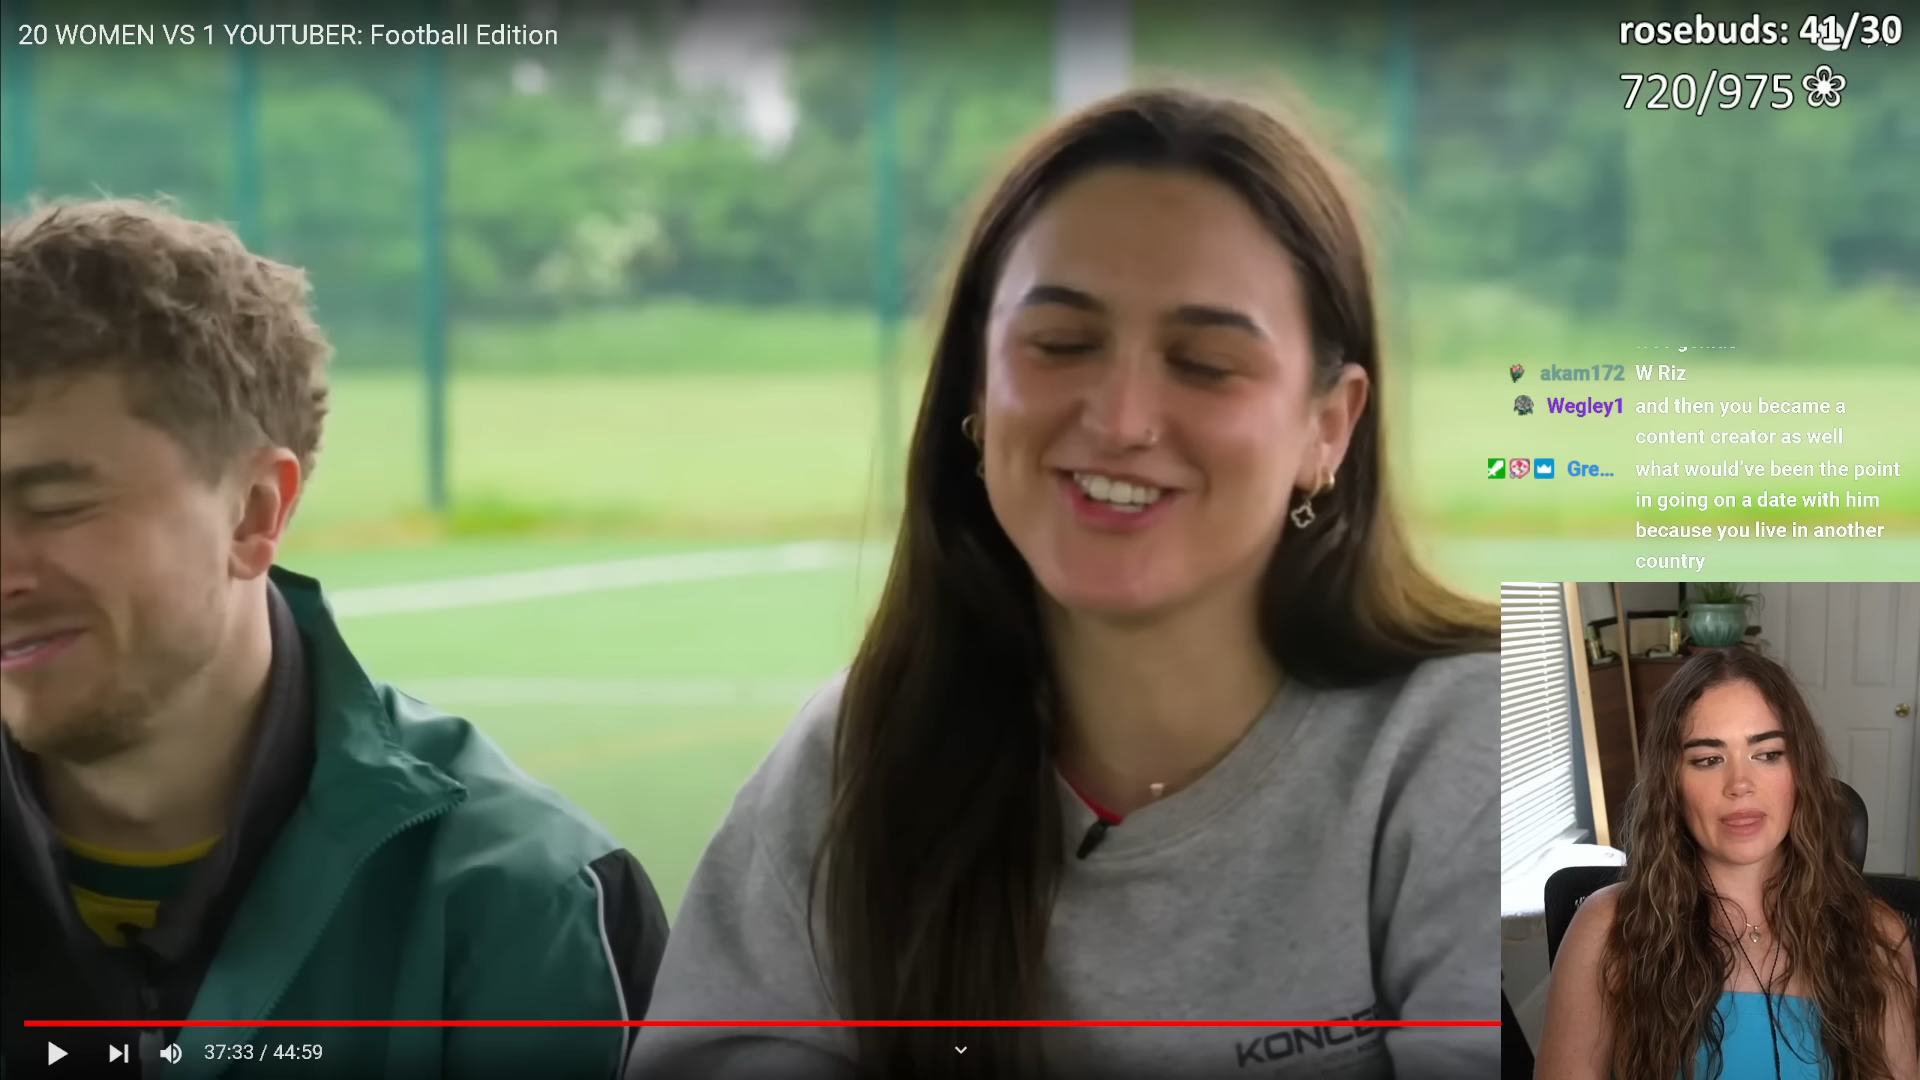 20 WOMEN VS 1 YOUTUBER: Football Edition
rosebuds: 41/30
720/975
akam172 W Riz
Wegley1 and then you became a
content creator as well
Gre... what would've been the point
in going on a date with him
because you live in another
country
KONCE
37:33 / 44:59